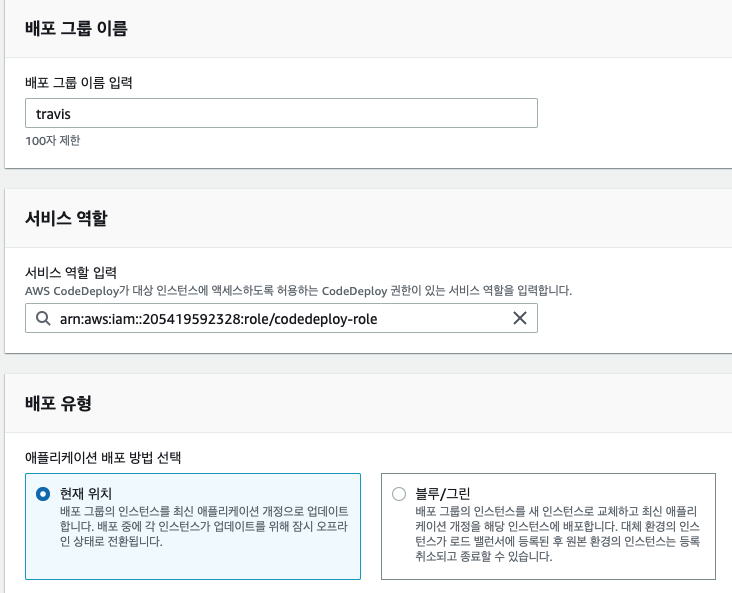 배포 그룹 이름
배포 그룹 이름 입력
travis
100자 제한
서비스 역할
서비스 역할 입력
AWS CodeDeploy가 대상 인스턴스에 액세스하도록 허용하는 CodeDeploy 권한이 있는 서비스 역할을 입력합니다.
arn:aws:iam::205419592328:role/codedeploy-role
배포 유형
애플리케이션 배포 방법 선택
현재 위치
배포 그룹의 인스턴스를 최신 애플리케이션 개정으로 업데이트
합니다. 배포 중에 각 인스턴스가 업데이트를 위해 잠시 오프라
인 상태로 전환됩니다.
블루/그린
배포 그룹의 인스턴스를 새 인스턴스로 교체하고 최신 애플리
케이션 개정을 해당 인스턴스에 배포합니다. 대체 환경의 인스
턴스가 로드 밸런서에 등록된 후 원본 환경의 인스턴스는 등록
취소되고 종료할 수 있습니다.